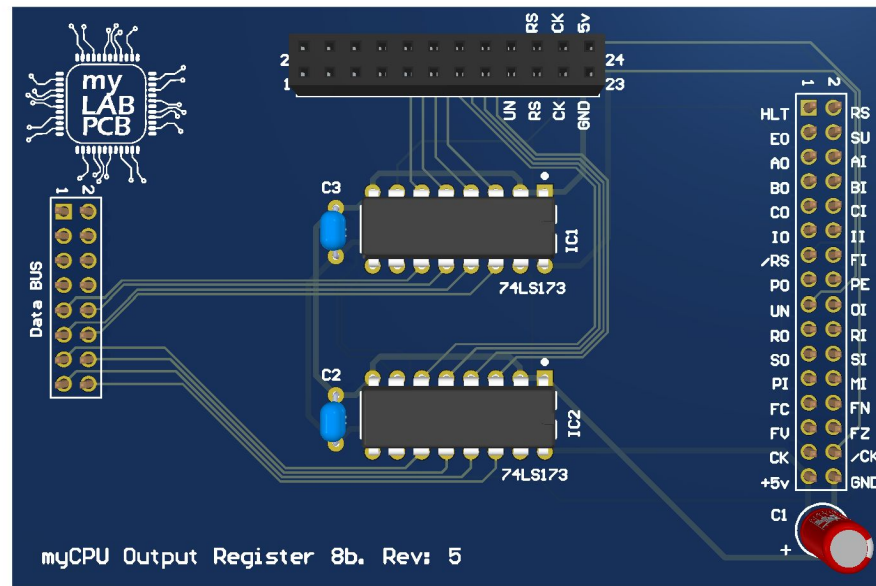 my
LAB
PCB
RS CK 5v
2 24
1 23
UN RS CK GND
1 2
HLT RS
EO SU
AO AI
BO BI
CO CI
IO II
/RS FI
PO PE
UN OI
RO RI
SO SI
PI MI
FC FN
FV FZ
CK /CK
+5v GND
1 2
Data BUS
C3
IC1
74LS173
C2
IC2
74LS173
C1
+
myCPU Output Register 8b. Rev: 5